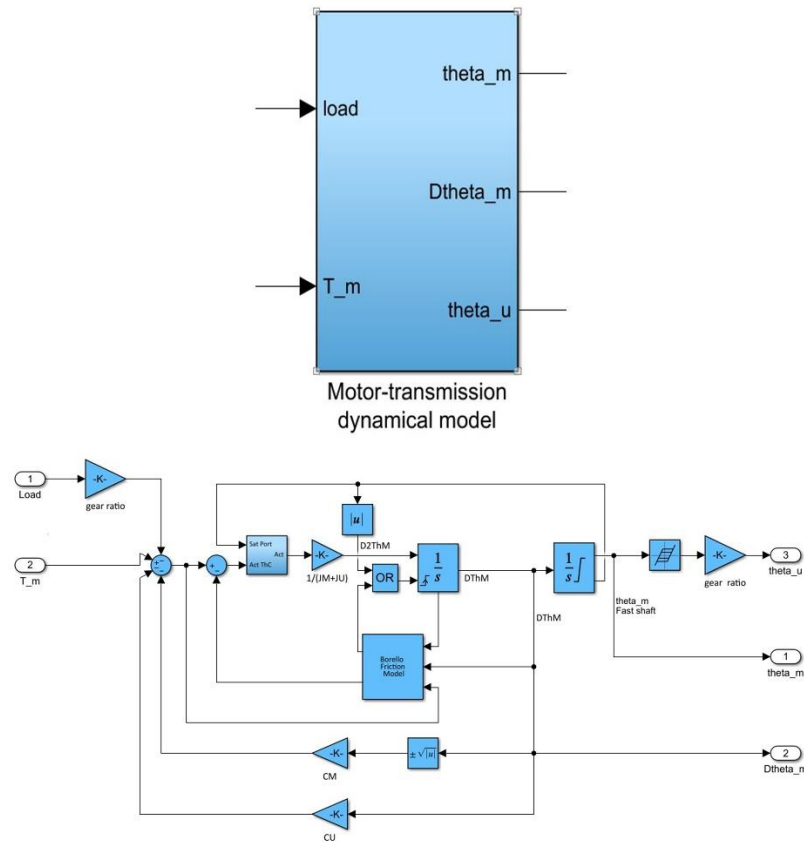 load
T_m
theta_m
Dtheta_m
theta_u
Motor-transmission
dynamical model
1
Load
-K-
gear ratio
2
T_m
+
-
-
-
+
-
Sat Port
Act
Act ThC
-K-
1/(JM+JU)
|u|
D2ThM
OR
1
s
DThM
DThM
1
s
theta_m
Fast shaft
-K-
gear ratio
3
theta_u
1
theta_m
2
Dtheta_m
Borello
Friction
Model
±√|u|
-K-
CM
-K-
CU